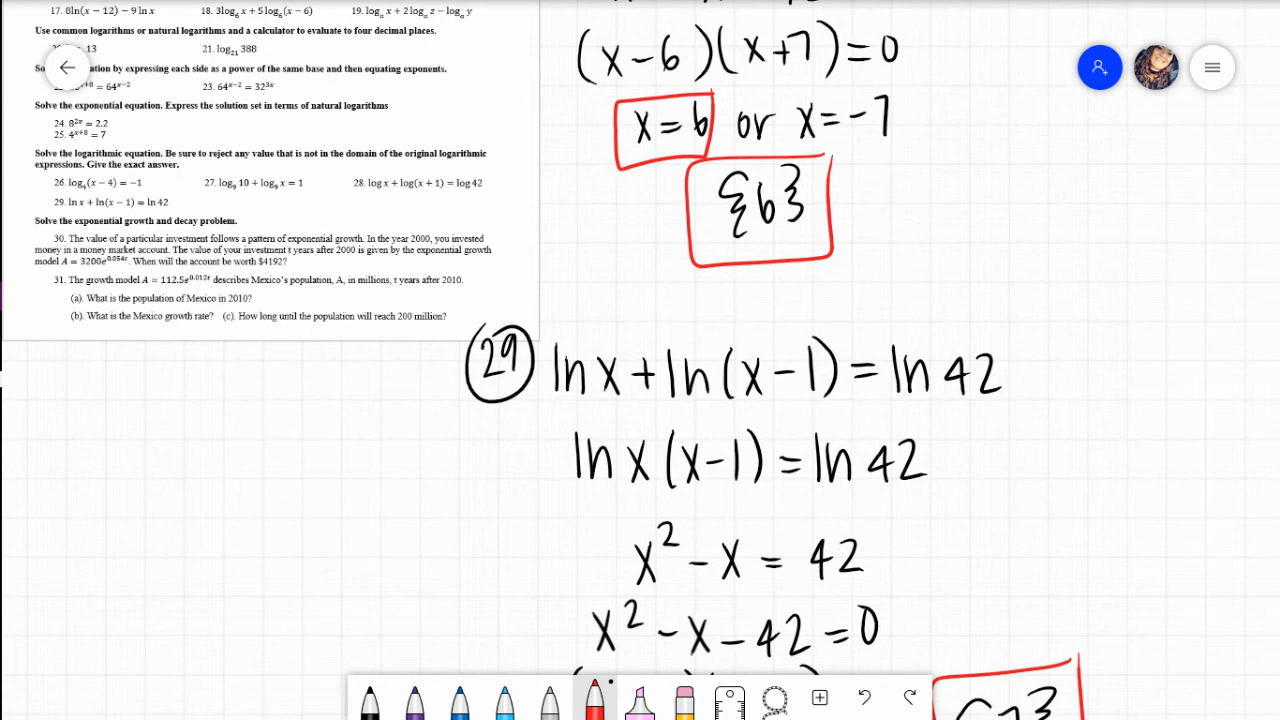 17. 8ln(x − 12) − 9 ln x 18. 3log₆ x + 5 log₆(x − 6) 19. logₐ x + 2 logₐ z − logₐ y
Use common logarithms or natural logarithms and a calculator to evaluate to four decimal places.
13 21. log₂₁ 388
ation by expressing each side as a power of the same base and then equating exponents.
= 64ˣ⁻² 23. 64ˣ⁻² = 32³ˣ
Solve the exponential equation. Express the solution set in terms of natural logarithms
24. 8²ˣ = 2.2
25. 4ˣ⁺⁸ = 7
Solve the logarithmic equation. Be sure to reject any value that is not in the domain of the original logarithmic
expressions. Give the exact answer.
26. log₄(x − 4) = −1 27. log₉ 10 + log₉ x = 1 28. log x + log(x + 1) = log 42
29. ln x + ln(x − 1) = ln 42
Solve the exponential growth and decay problem.
30. The value of a particular investment follows a pattern of exponential growth. In the year 2000, you invested
money in a money market account. The value of your investment t years after 2000 is given by the exponential growth
model A = 3200e^0.054t. When will the account be worth $4192?
31. The growth model A = 112.5e^0.012t describes Mexico's population, A, in millions, t years after 2010.
(a). What is the population of Mexico in 2010?
(b). What is the Mexico growth rate? (c). How long until the population will reach 200 million?
(x-6)(x+7)=0
x=6 or x=-7
{6}
29 ln x + ln(x-1) = ln 42
ln x(x-1) = ln 42
x² - x = 42
x² - x - 42 = 0